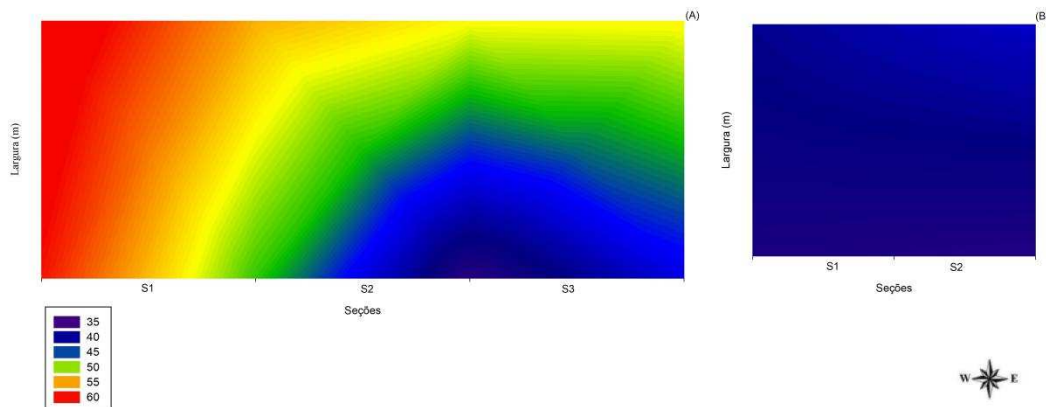 (A)
(B
Largura (m)
S1 S2 S3
Seções
35
40
45
50
55
60
Largura (m)
S1 S2
Seções
W E